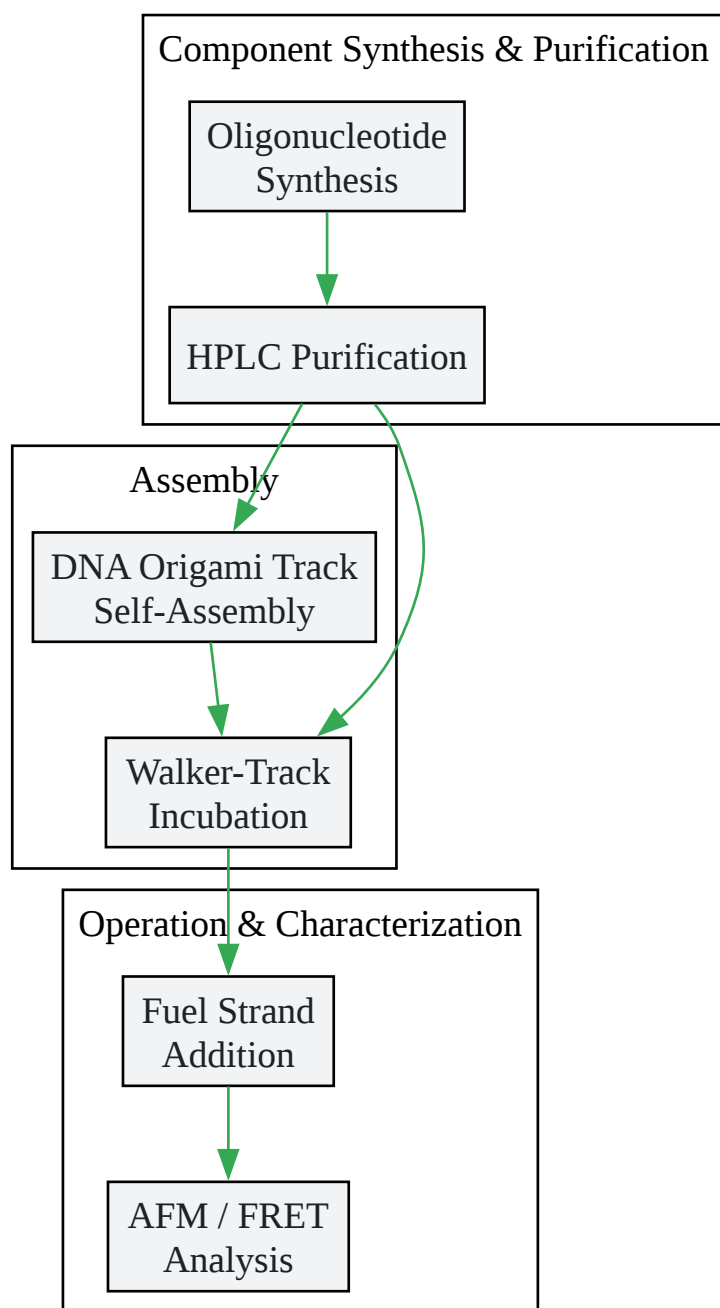 Component Synthesis & Purification
Oligonucleotide
Synthesis
HPLC Purification
Assembly
DNA Origami Track
Self-Assembly
Walker-Track
Incubation
Operation & Characterization
Fuel Strand
Addition
AFM / FRET
Analysis